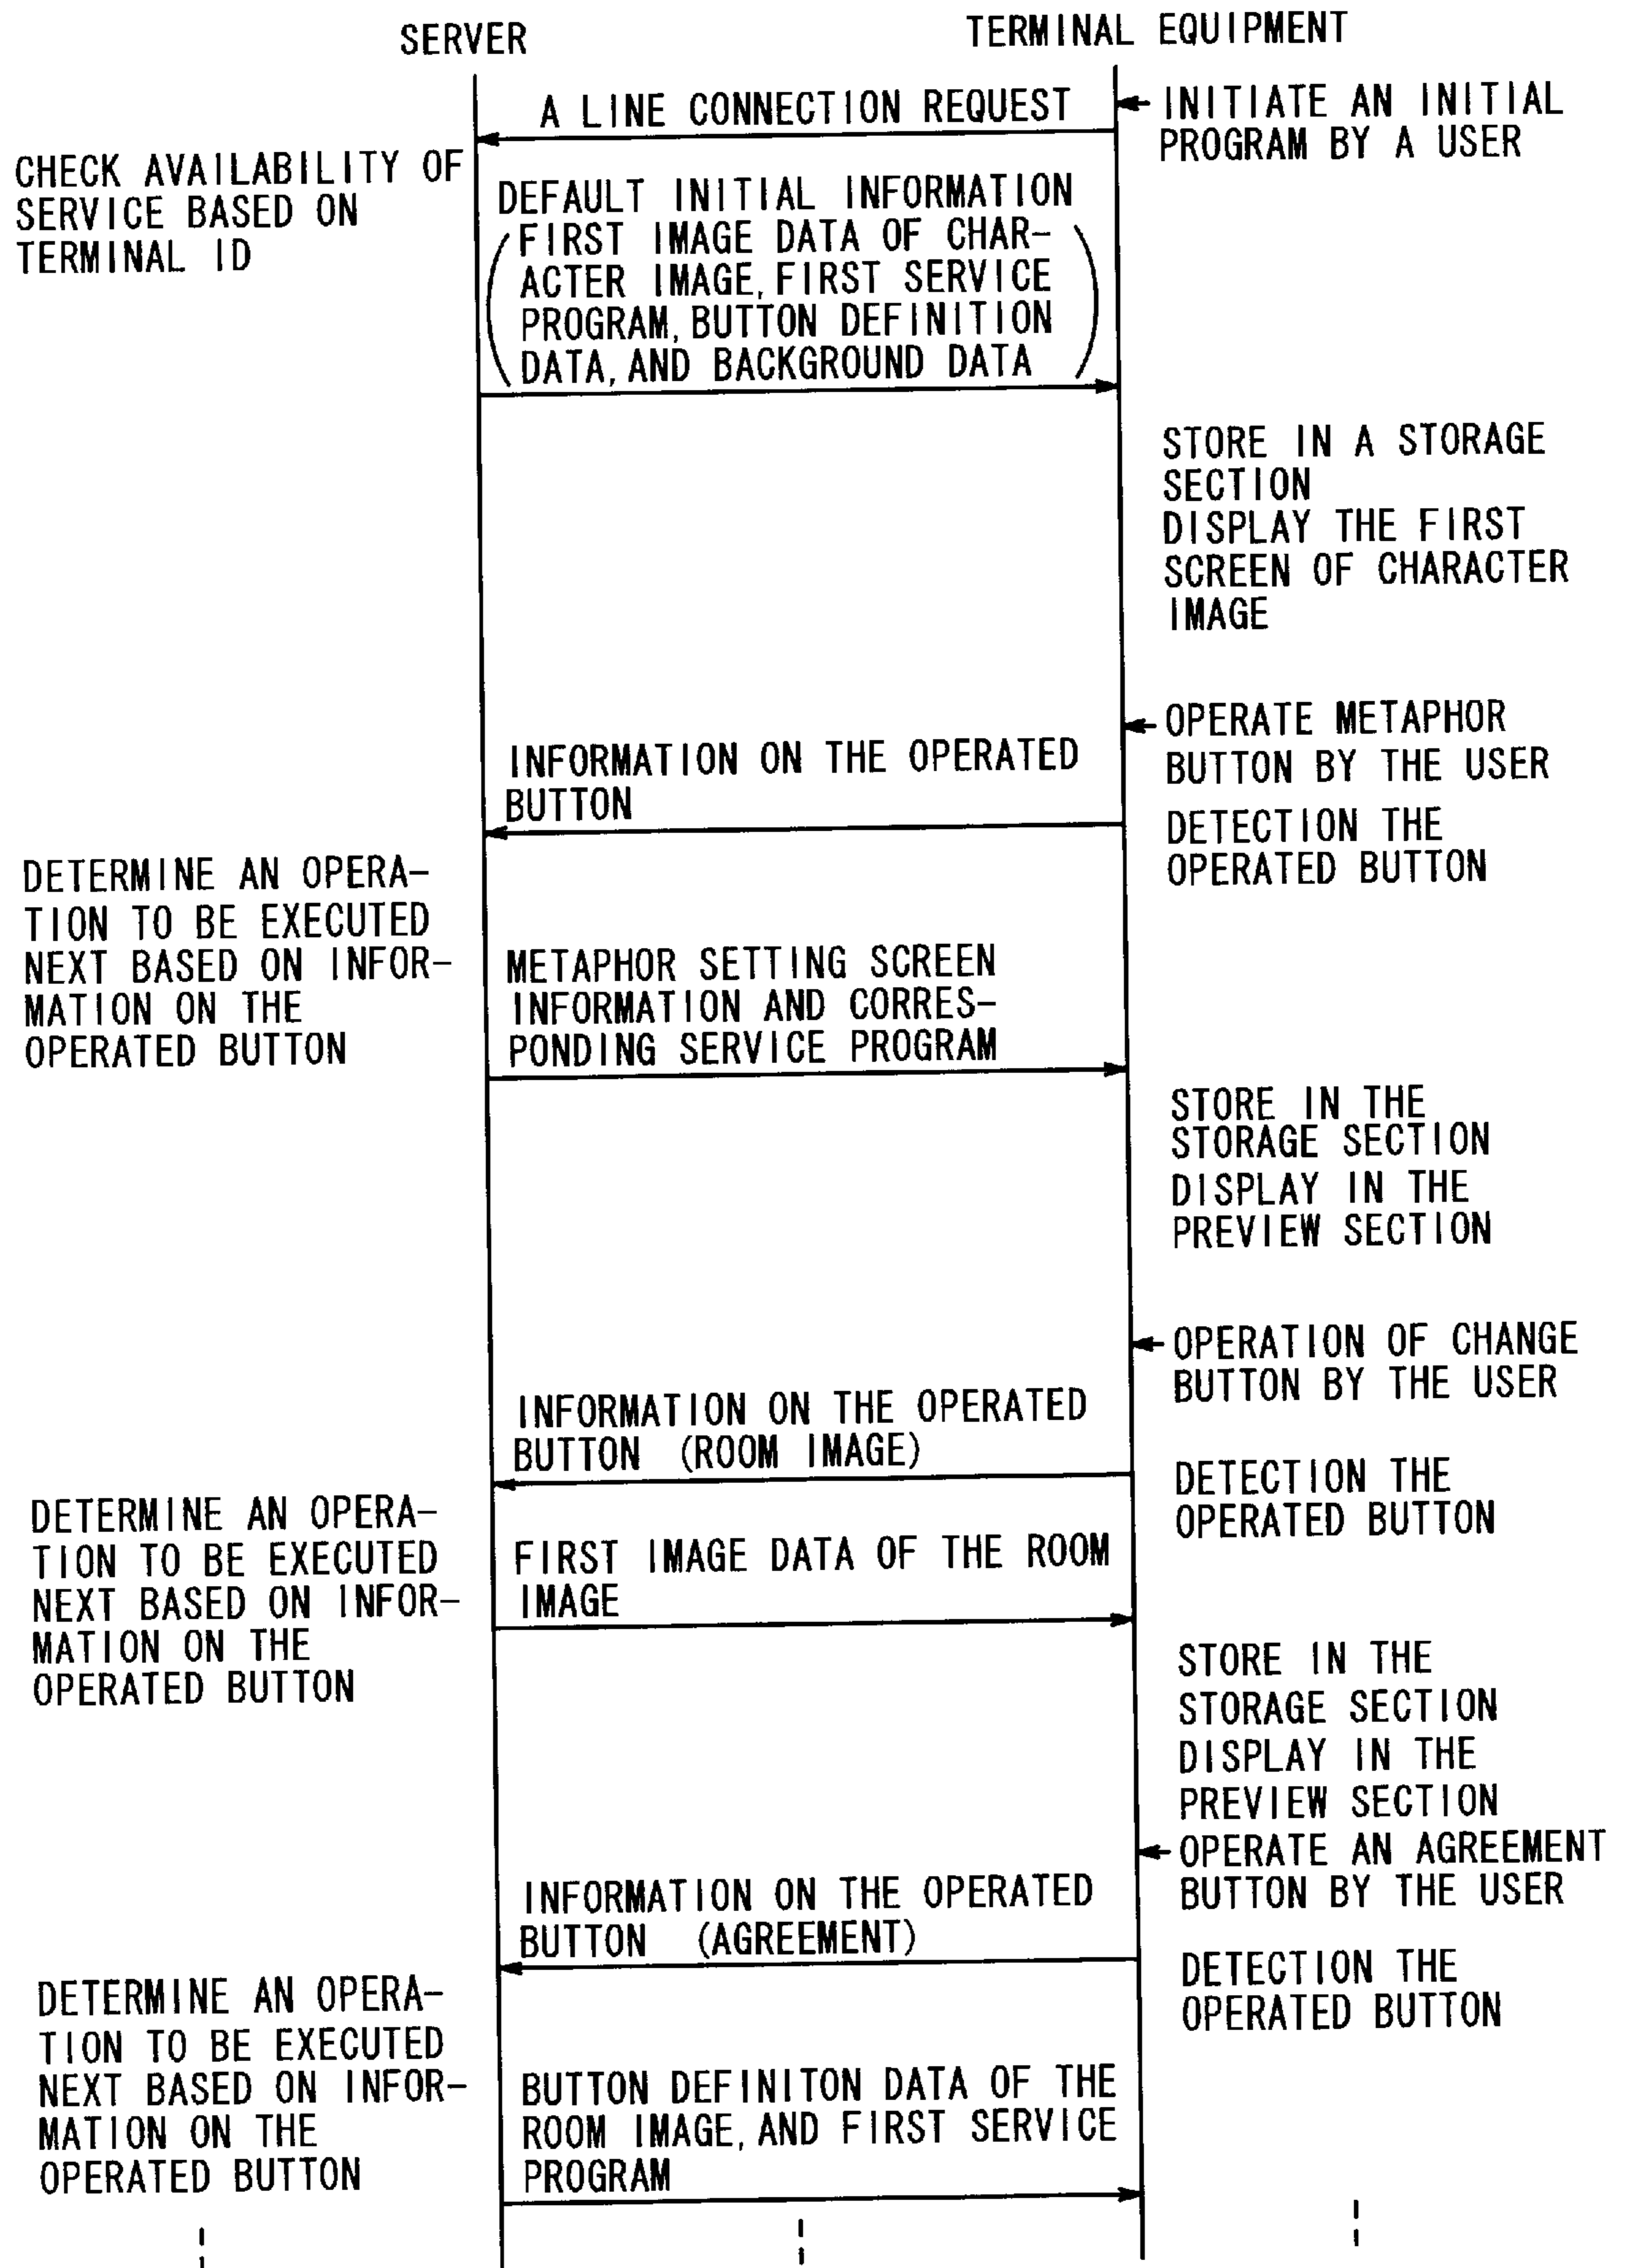 SERVER
TERMINAL EQUIPMENT
A LINE CONNECTION REQUEST
INITIATE AN INITIAL
PROGRAM BY A USER
CHECK AVAILABILITY OF
SERVICE BASED ON
TERMINAL ID
DEFAULT INITIAL INFORMATION
(FIRST IMAGE DATA OF CHAR-
ACTER IMAGE, FIRST SERVICE
PROGRAM, BUTTON DEFINITION
DATA, AND BACKGROUND DATA)
STORE IN A STORAGE
SECTION
DISPLAY THE FIRST
SCREEN OF CHARACTER
IMAGE
OPERATE METAPHOR
BUTTON BY THE USER
INFORMATION ON THE OPERATED
BUTTON
DETECTION THE
OPERATED BUTTON
DETERMINE AN OPERA-
TION TO BE EXECUTED
NEXT BASED ON INFOR-
MATION ON THE
OPERATED BUTTON
METAPHOR SETTING SCREEN
INFORMATION AND CORRES-
PONDING SERVICE PROGRAM
STORE IN THE
STORAGE SECTION
DISPLAY IN THE
PREVIEW SECTION
OPERATION OF CHANGE
BUTTON BY THE USER
INFORMATION ON THE OPERATED
BUTTON (ROOM IMAGE)
DETECTION THE
OPERATED BUTTON
DETERMINE AN OPERA-
TION TO BE EXECUTED
NEXT BASED ON INFOR-
MATION ON THE
OPERATED BUTTON
FIRST IMAGE DATA OF THE ROOM
IMAGE
STORE IN THE
STORAGE SECTION
DISPLAY IN THE
PREVIEW SECTION
OPERATE AN AGREEMENT
BUTTON BY THE USER
INFORMATION ON THE OPERATED
BUTTON (AGREEMENT)
DETECTION THE
OPERATED BUTTON
DETERMINE AN OPERA-
TION TO BE EXECUTED
NEXT BASED ON INFOR-
MATION ON THE
OPERATED BUTTON
BUTTON DEFINITON DATA OF THE
ROOM IMAGE, AND FIRST SERVICE
PROGRAM